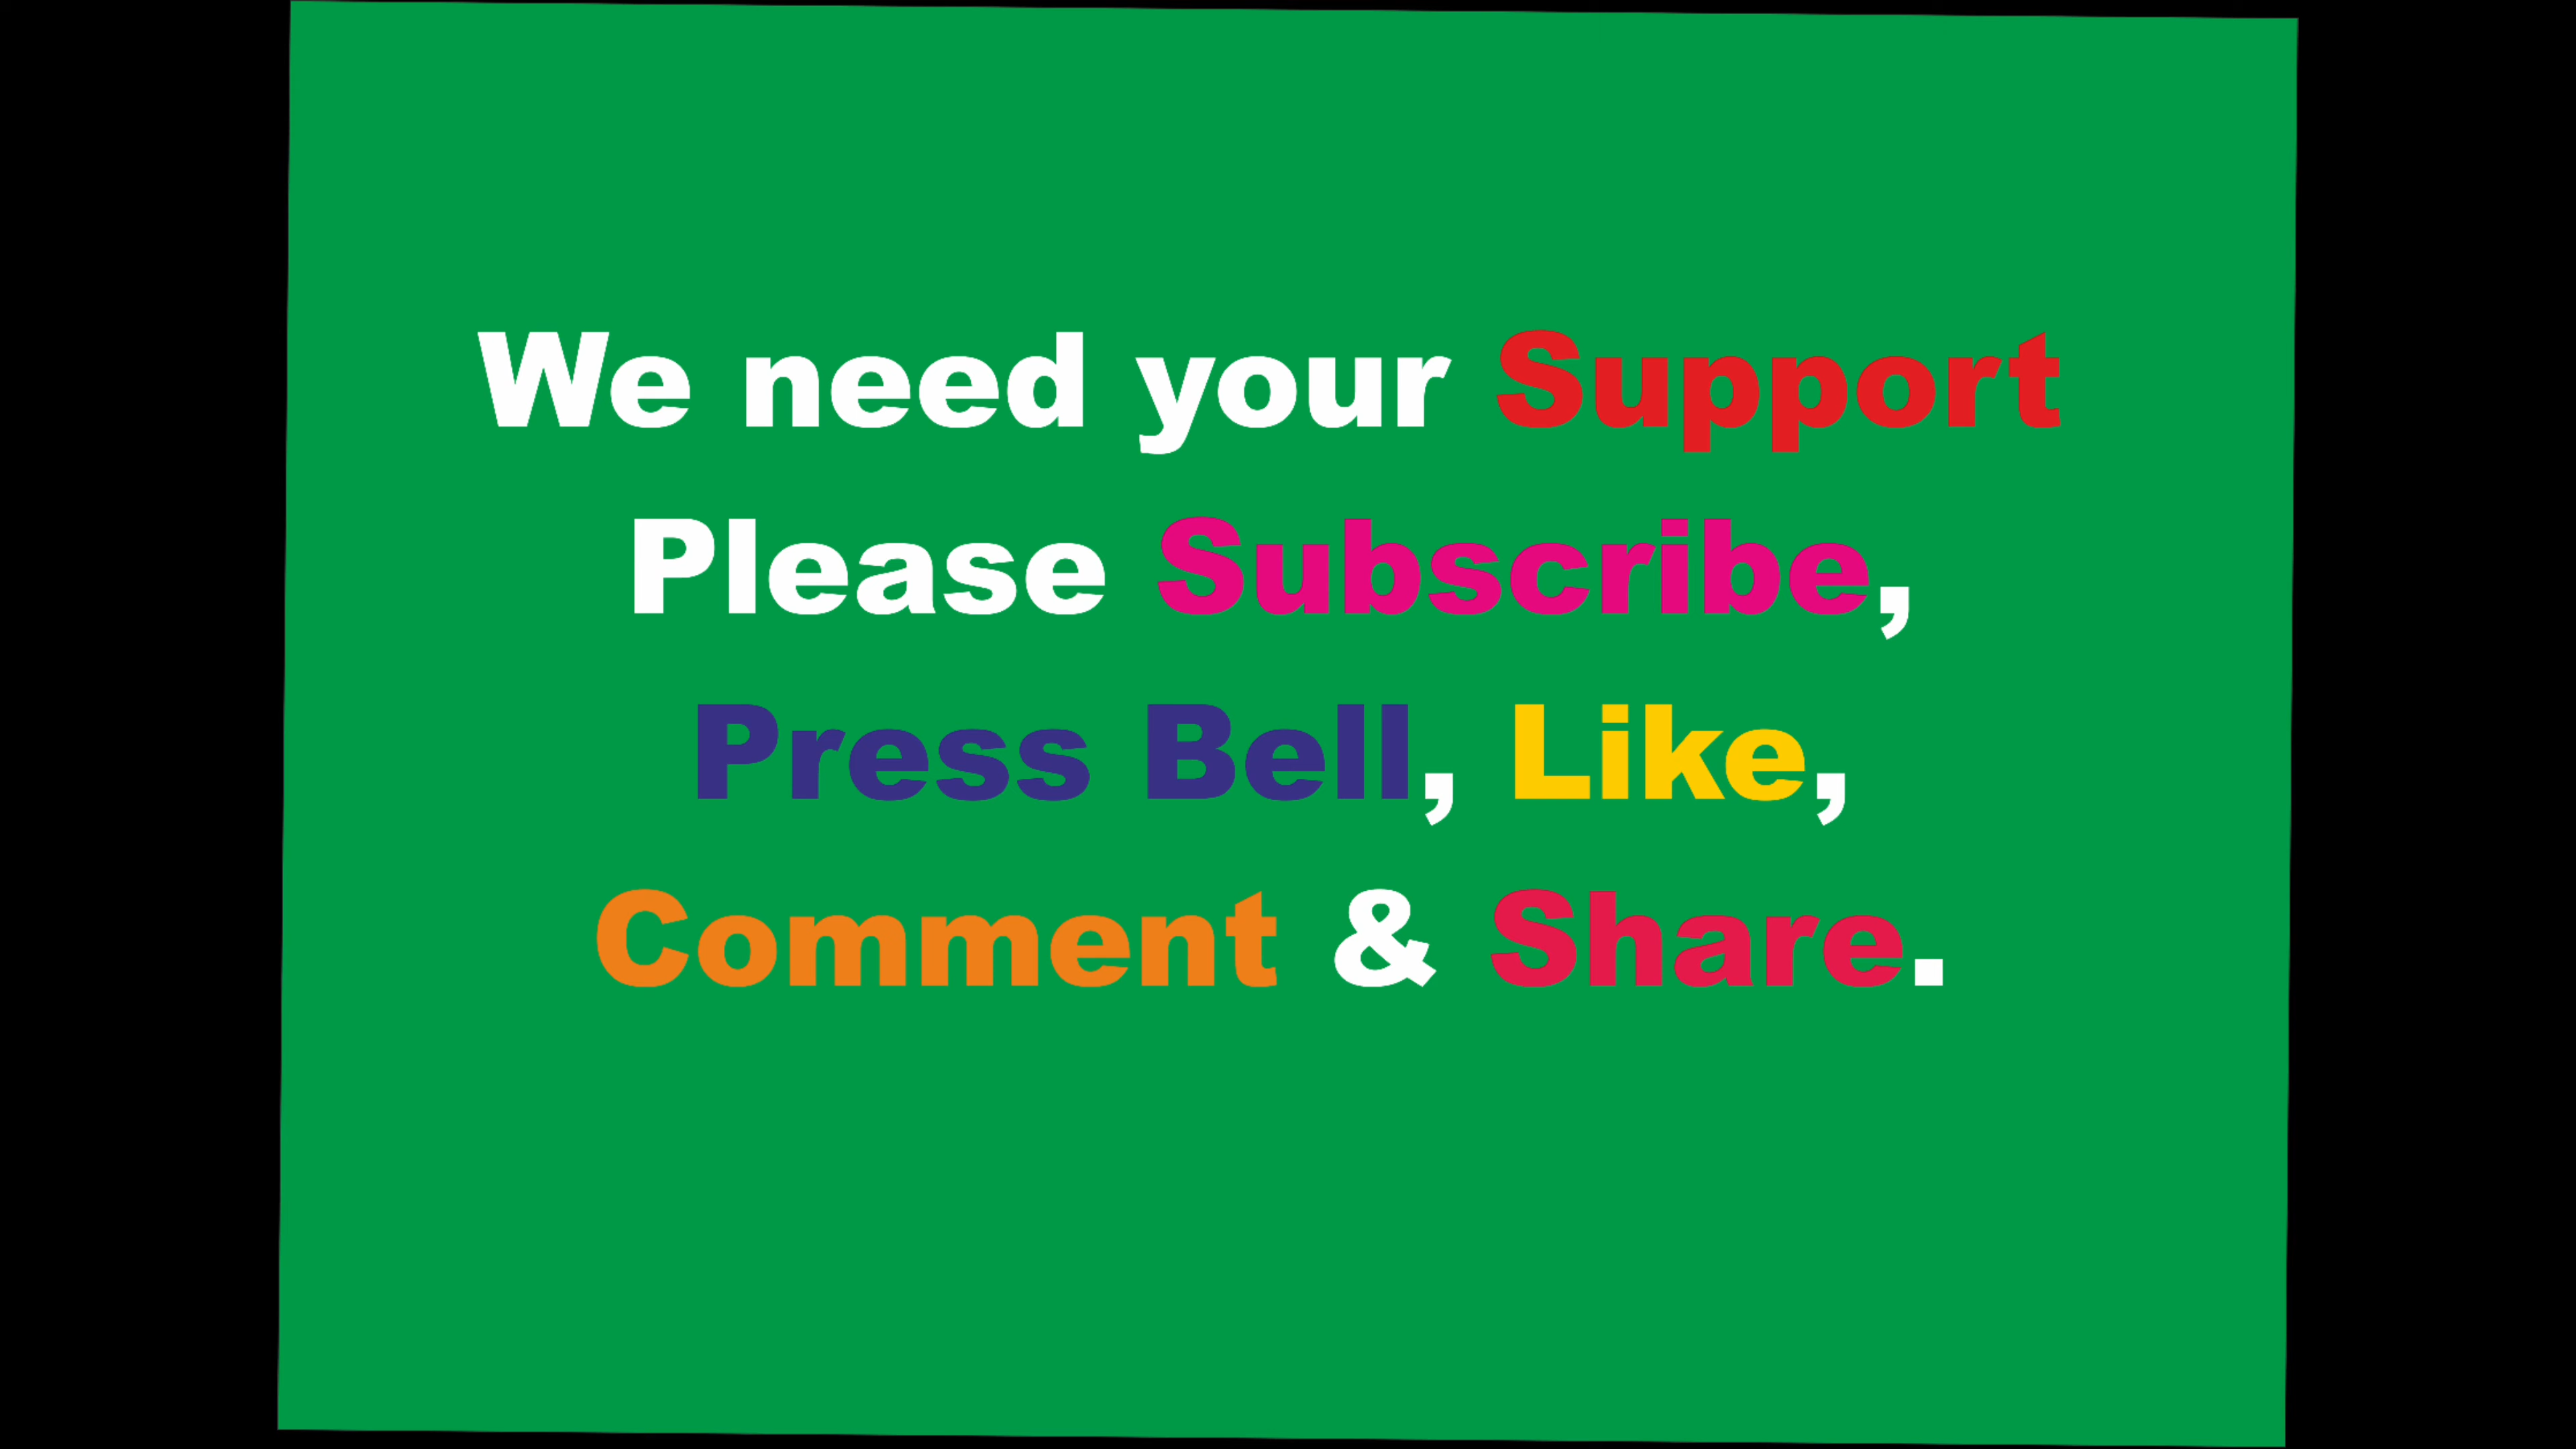 We need your Support
Please Subscribe,
Press Bell, Like,
Comment & Share.